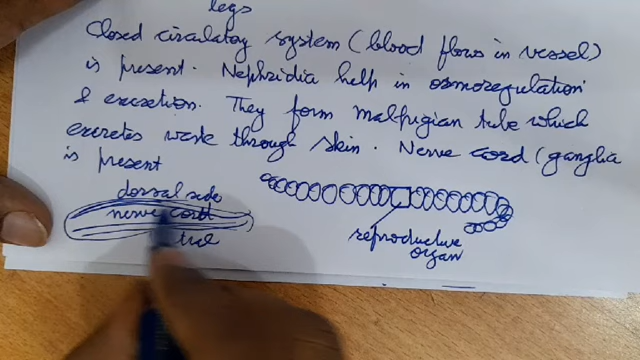 legs
Closed circulatory system (blood flows in vessel)
is present. Nephridia help in osmoregulation
& excretion. They form malpigian tube which
excretes waste through skin. Nerve cord (ganglia
is present
dorsal side
nerve cord
reproductive
organ